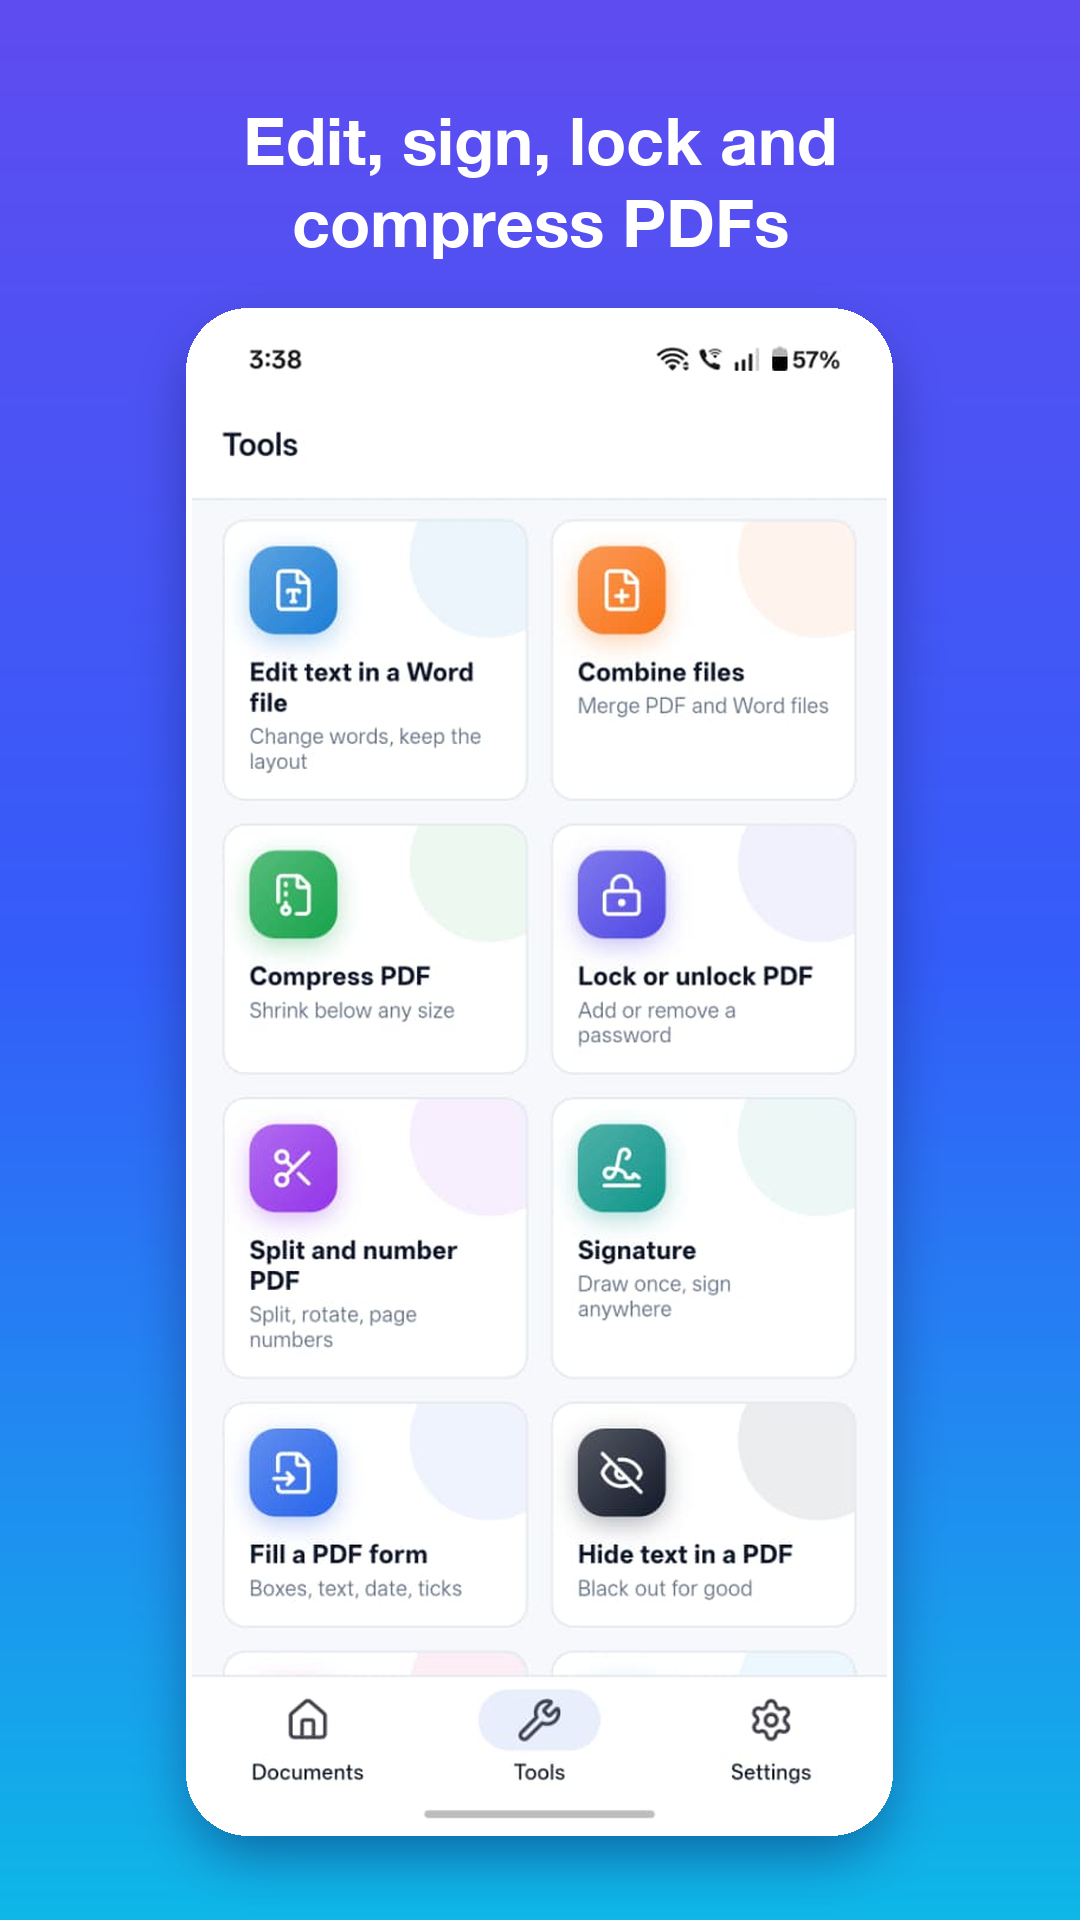 Edit, sign, lock and
compress PDFs
3:38
57%
Tools
Edit text in a Word
file
Change words, keep the
layout
Combine files
Merge PDF and Word files
Compress PDF
Shrink below any size
Lock or unlock PDF
Add or remove a
password
Split and number
PDF
Split, rotate, page
numbers
Signature
Draw once, sign
anywhere
Fill a PDF form
Boxes, text, date, ticks
Hide text in a PDF
Black out for good
Documents
Tools
Settings